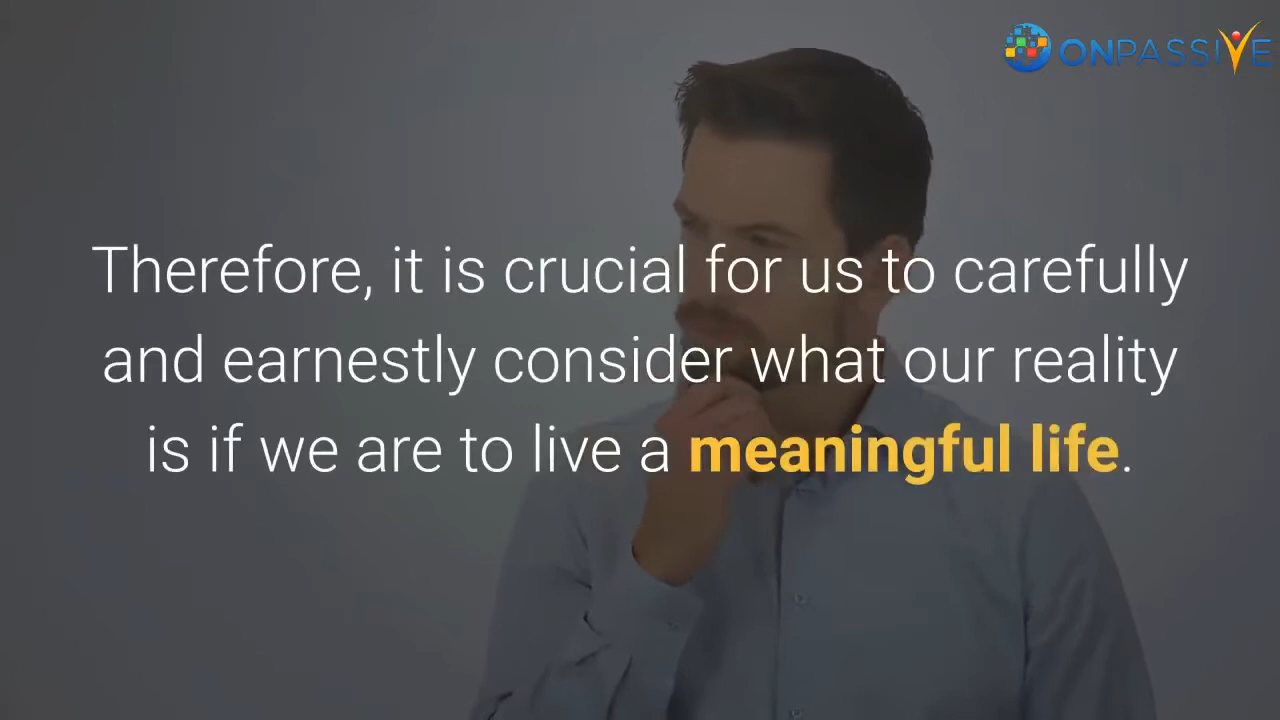 ONPASSIVE
Therefore, it is crucial for us to carefully
and earnestly consider what our reality
is if we are to live a meaningful life.